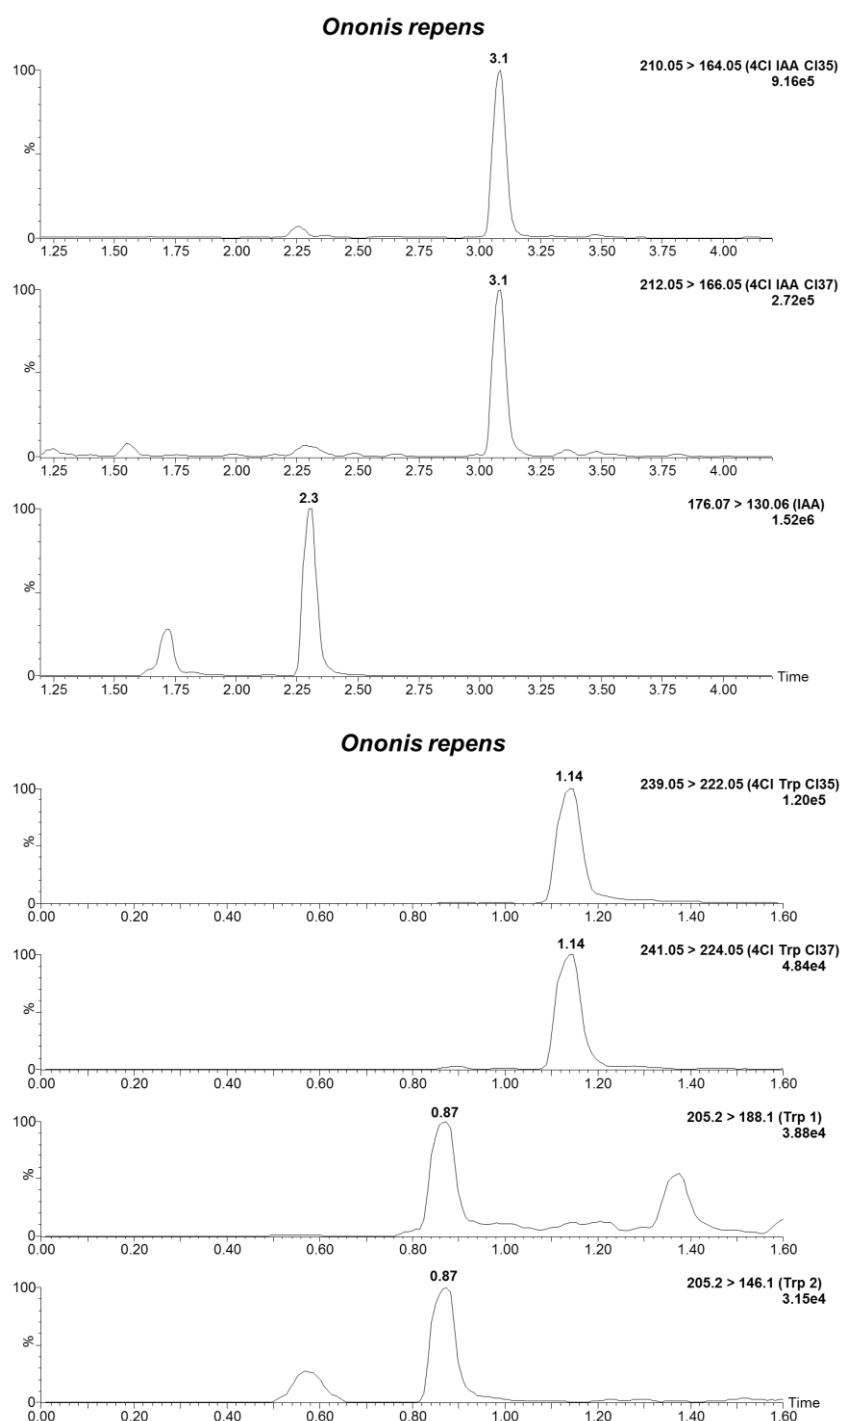 Ononis repens
3.1
210.05 > 164.05 (4Cl IAA Cl35)
9.16e5
100
%
0
1.25 1.50 1.75 2.00 2.25 2.50 2.75 3.00 3.25 3.50 3.75 4.00
3.1
212.05 > 166.05 (4Cl IAA Cl37)
2.72e5
100
%
0
1.25 1.50 1.75 2.00 2.25 2.50 2.75 3.00 3.25 3.50 3.75 4.00
2.3
176.07 > 130.06 (IAA)
1.52e6
100
%
0
1.25 1.50 1.75 2.00 2.25 2.50 2.75 3.00 3.25 3.50 3.75 4.00 Time
Ononis repens
1.14
239.05 > 222.05 (4Cl Trp Cl35)
1.20e5
100
%
0
0.00 0.20 0.40 0.60 0.80 1.00 1.20 1.40 1.60
1.14
241.05 > 224.05 (4Cl Trp Cl37)
4.84e4
100
%
0
0.00 0.20 0.40 0.60 0.80 1.00 1.20 1.40 1.60
0.87
205.2 > 188.1 (Trp 1)
3.88e4
100
%
0
0.00 0.20 0.40 0.60 0.80 1.00 1.20 1.40 1.60
0.87
205.2 > 146.1 (Trp 2)
3.15e4
100
%
0
Time
0.00 0.20 0.40 0.60 0.80 1.00 1.20 1.40 1.60